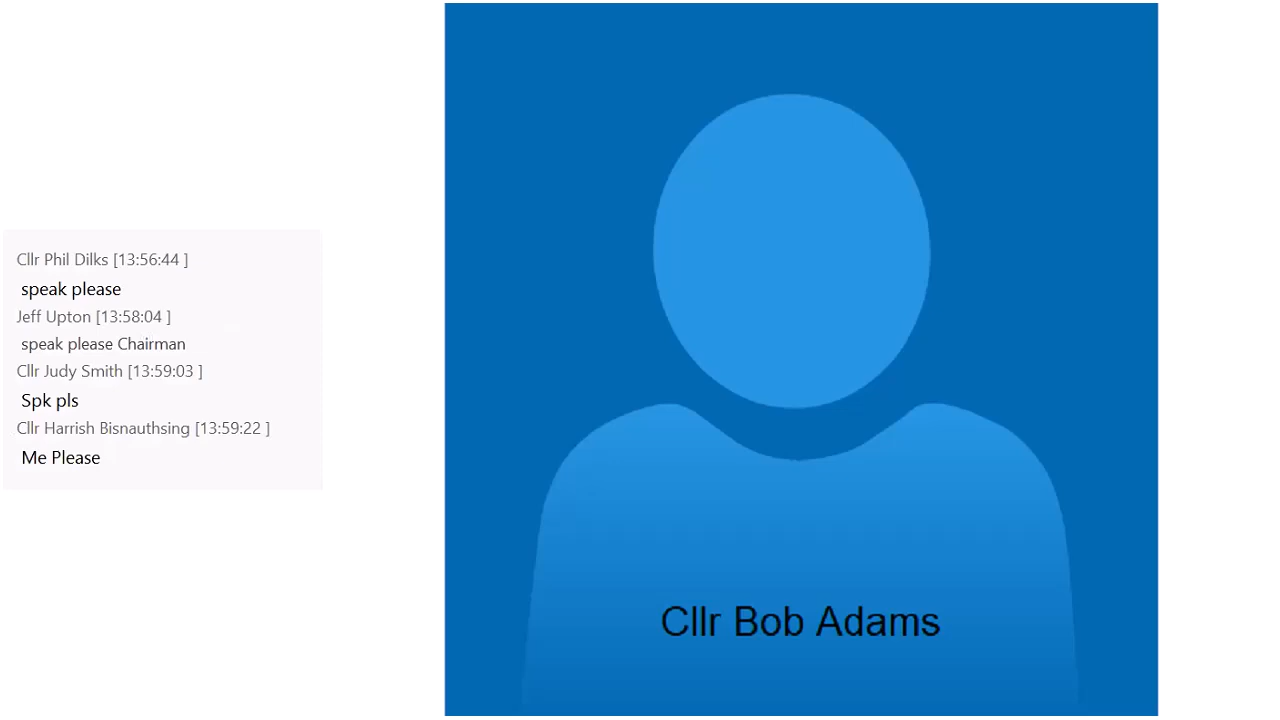 Cllr Phil Dilks [13:56:44 ]
speak please
Jeff Upton [13:58:04 ]
speak please Chairman
Cllr Judy Smith [13:59:03 ]
Spk pls
Cllr Harrish Bisnauthsing [13:59:22 ]
Me Please
Cllr Bob Adams